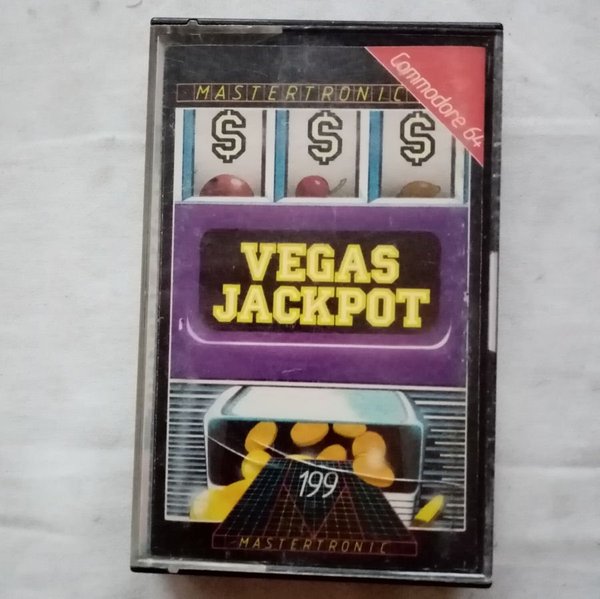 Commodore 64
MASTERTRONIC
$ $ $
VEGAS
JACKPOT
199
MASTERTRONIC